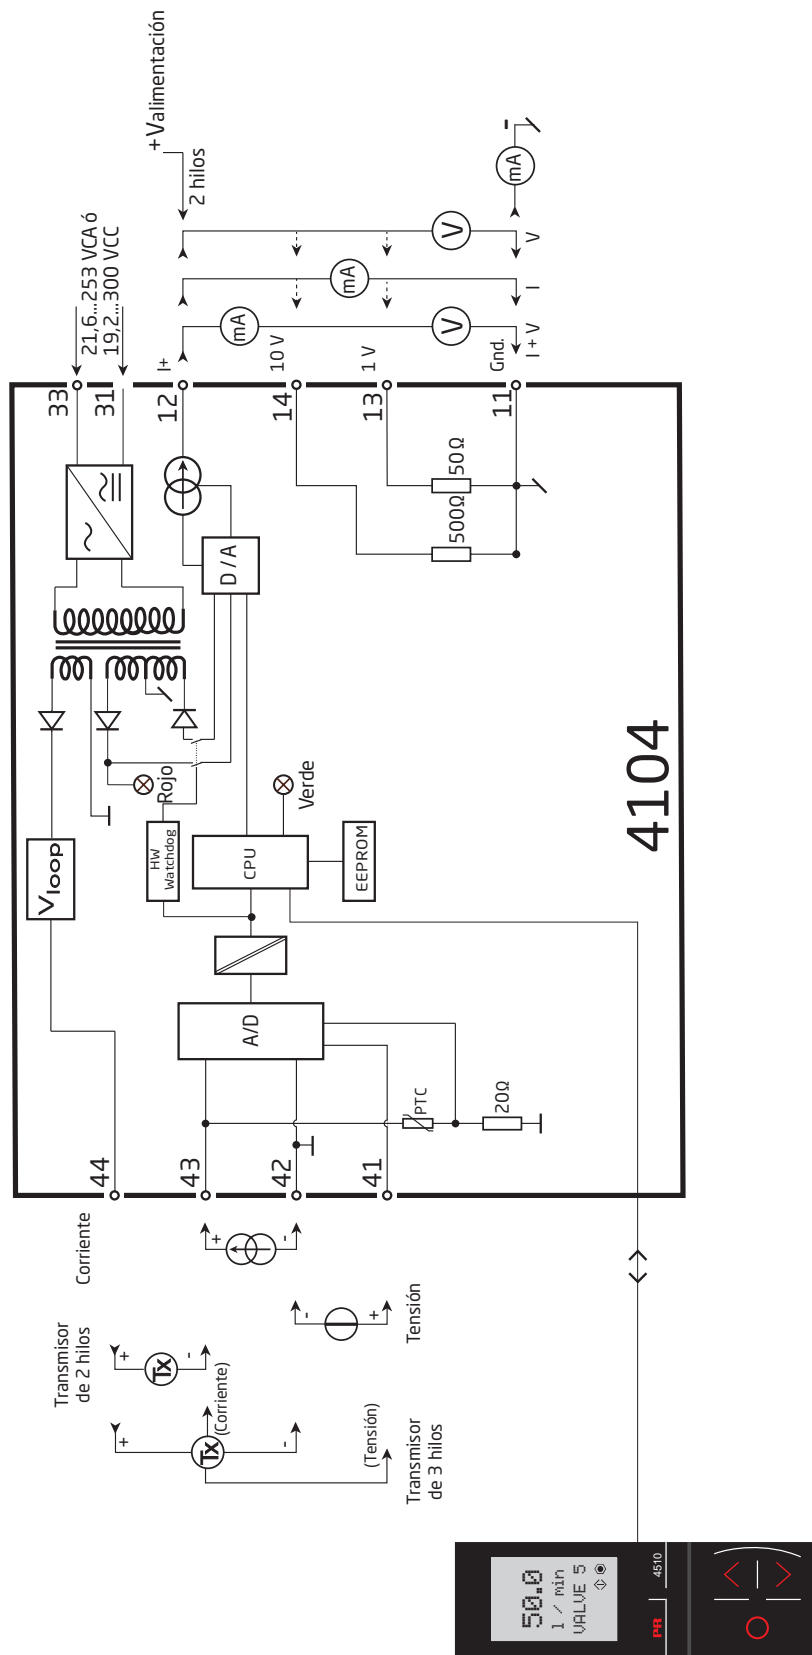 +Valimentación
2 hilos
21,6...253 VCA ó
19,2...300 VCC
-
mA
V
mA
V
mA
V
I
I + V
I+
10 V
1 V
Gnd.
33
31
12
14
13
11
500Ω
50Ω
D/A
Rojo
Verde
HW
Watchdog
CPU
EEPROM
Vloop
A/D
PTC
20Ω
4104
44
43
42
41
Corriente
+
-
Tensión
-
+
Transmisor
de 2 hilos
+
Tx
-
Transmisor
de 3 hilos
+
Tx
-
(Corriente)
(Tensión)
50.0
l / min
VALVE 5
PR
4510